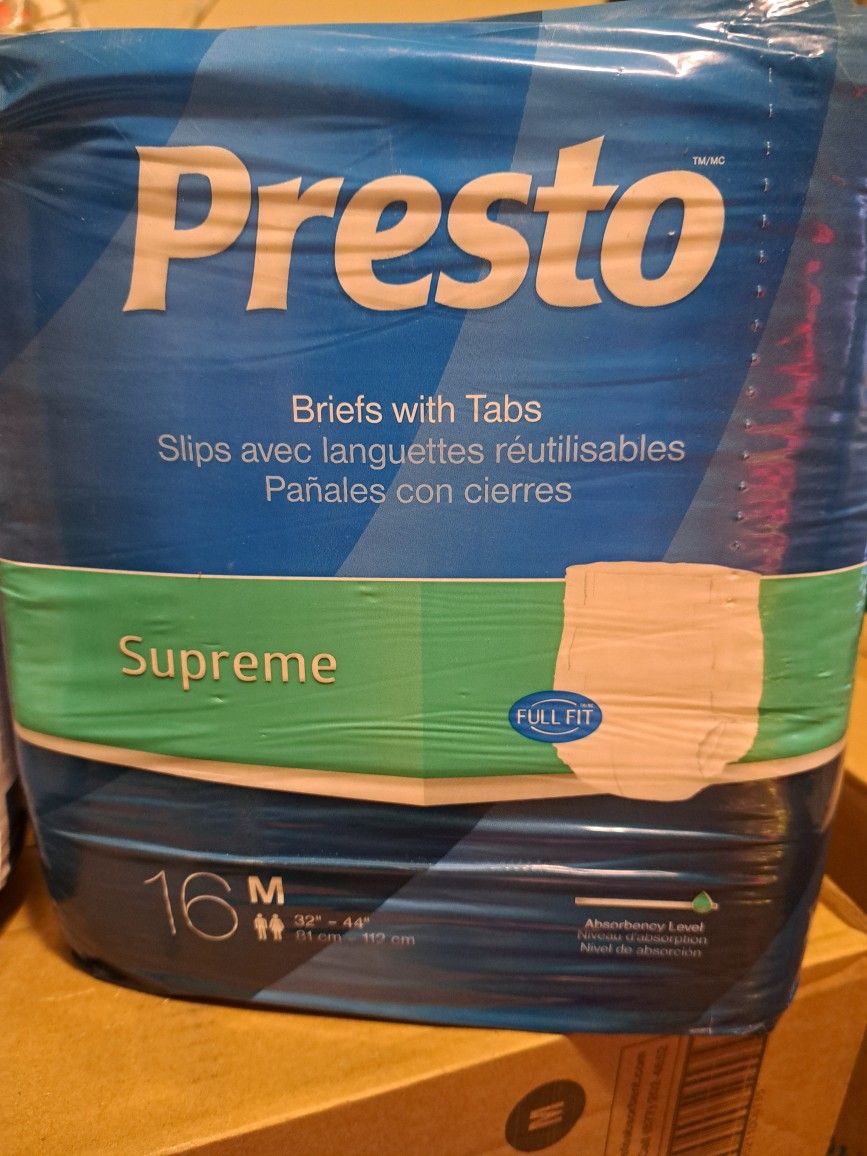 Presto TM/MC
Briefs with Tabs
Slips avec languettes réutilisables
Pañales con cierres
Supreme
FULL FIT
16 M
32" - 44"
81 cm - 112 cm
Absorbency Level
Niveau d'absorption
Nivel de absorción
M